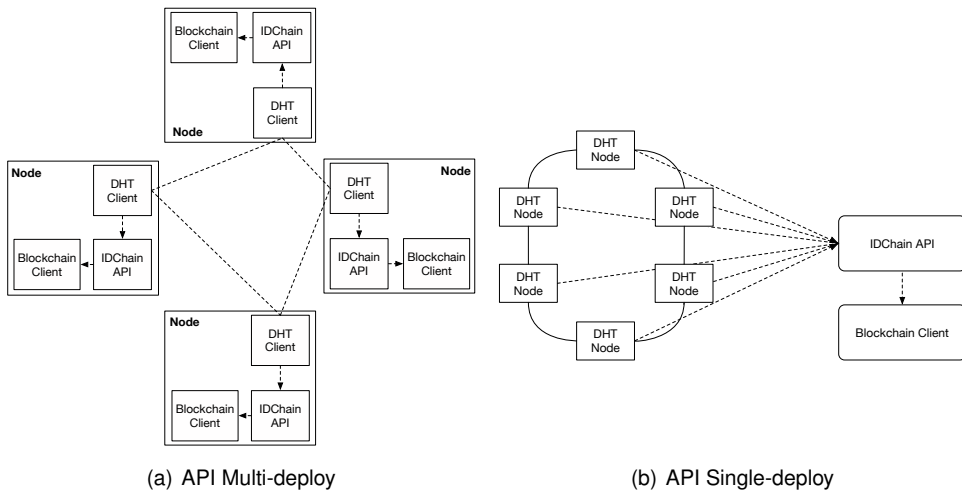 Blockchain
Client
IDChain
API
DHT
Client
Node
Node
DHT
Client
Blockchain
Client
IDChain
API
Node
DHT
Client
IDChain
API
Blockchain
Client
Node
DHT
Client
Blockchain
Client
IDChain
API
(a) API Multi-deploy
DHT
Node
DHT
Node
DHT
Node
DHT
Node
DHT
Node
DHT
Node
IDChain API
Blockchain Client
(b) API Single-deploy